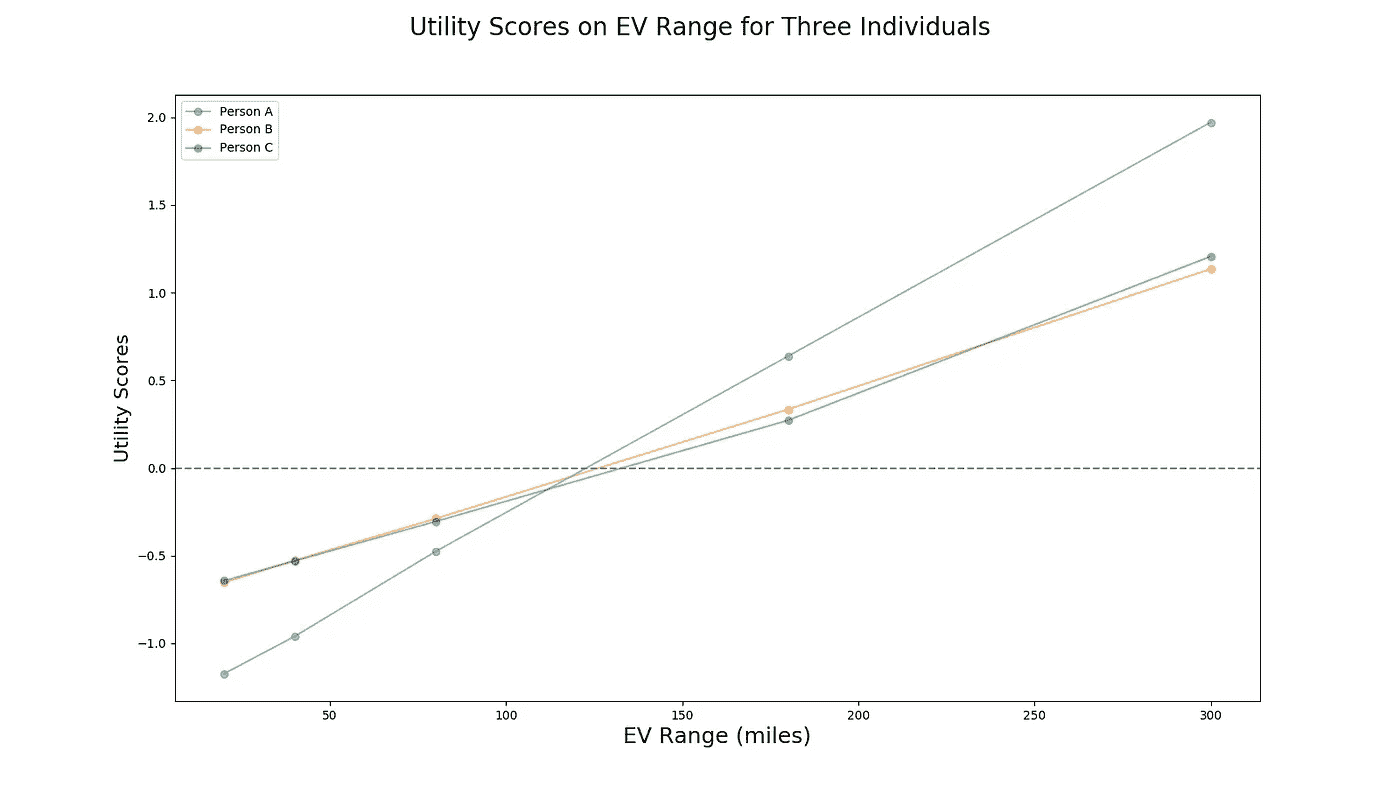 Utility Scores on EV Range for Three Individuals
Person A
Person B
Person C
2.0
1.5
1.0
0.5
0.0
−0.5
−1.0
Utility Scores
50 100 150 200 250 300
EV Range (miles)